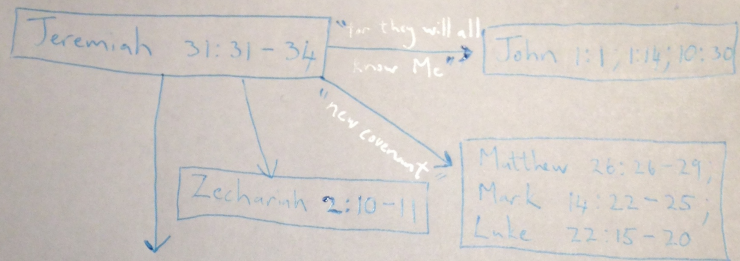 Jeremiah 31:31-34
"for they will all
know Me"
John 1:1; 1:14; 10:30
"new covenant"
Zechariah 2:10-11
Matthew 26:26-29;
Mark 14:22-25;
Luke 22:15-20